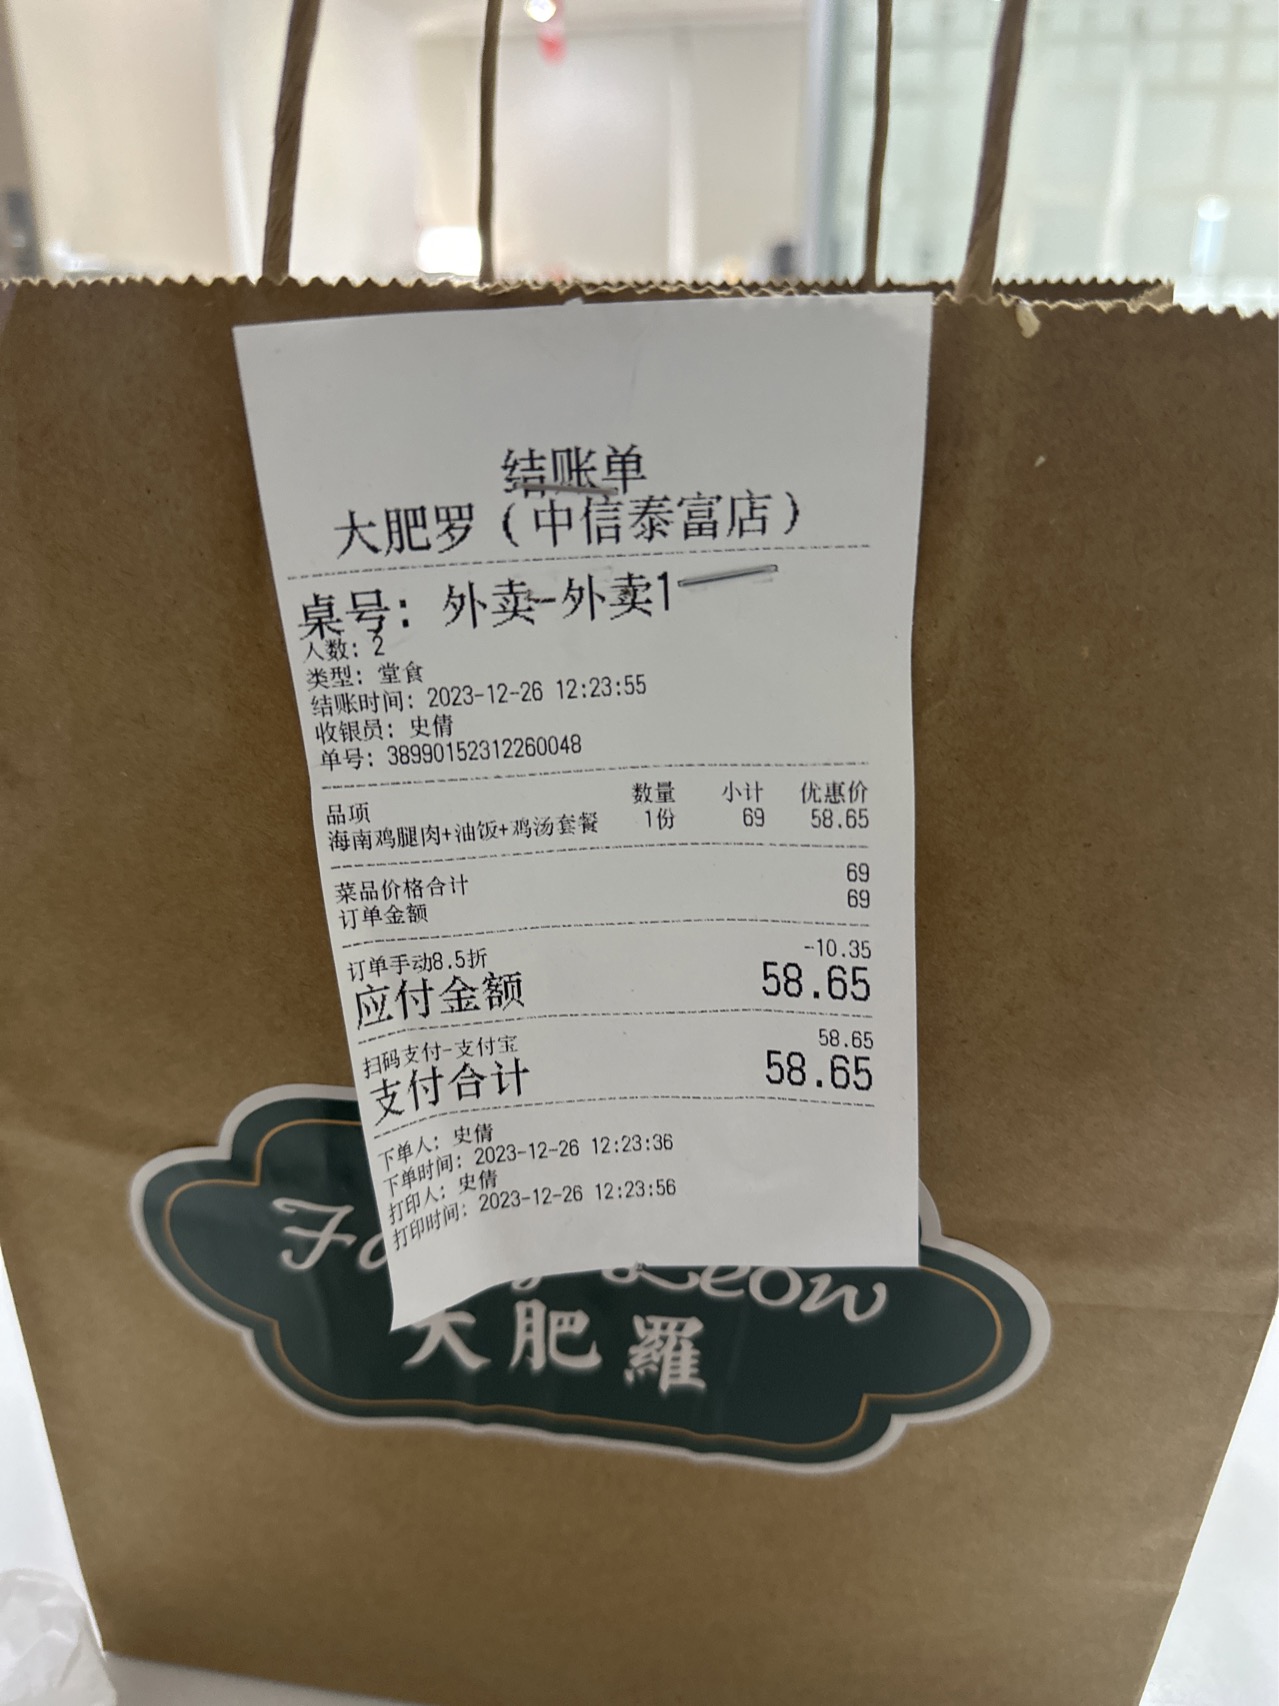 结账单
大肥罗（中信泰富店）
桌号：外卖-外卖1
人数：2
类型：堂食
结账时间：2023-12-26 12:23:55
收银员：史倩
单号：38990152312260048
品项 数量 小计 优惠价
海南鸡腿肉+油饭+鸡汤套餐 1份 69 58.65
菜品价格合计 69
订单金额 69
订单手动8.5折 -10.35
应付金额 58.65
扫码支付-支付宝 58.65
支付合计 58.65
下单人：史倩
下单时间：2023-12-26 12:23:36
打印人：史倩
打印时间：2023-12-26 12:23:56
Leow
大肥羅